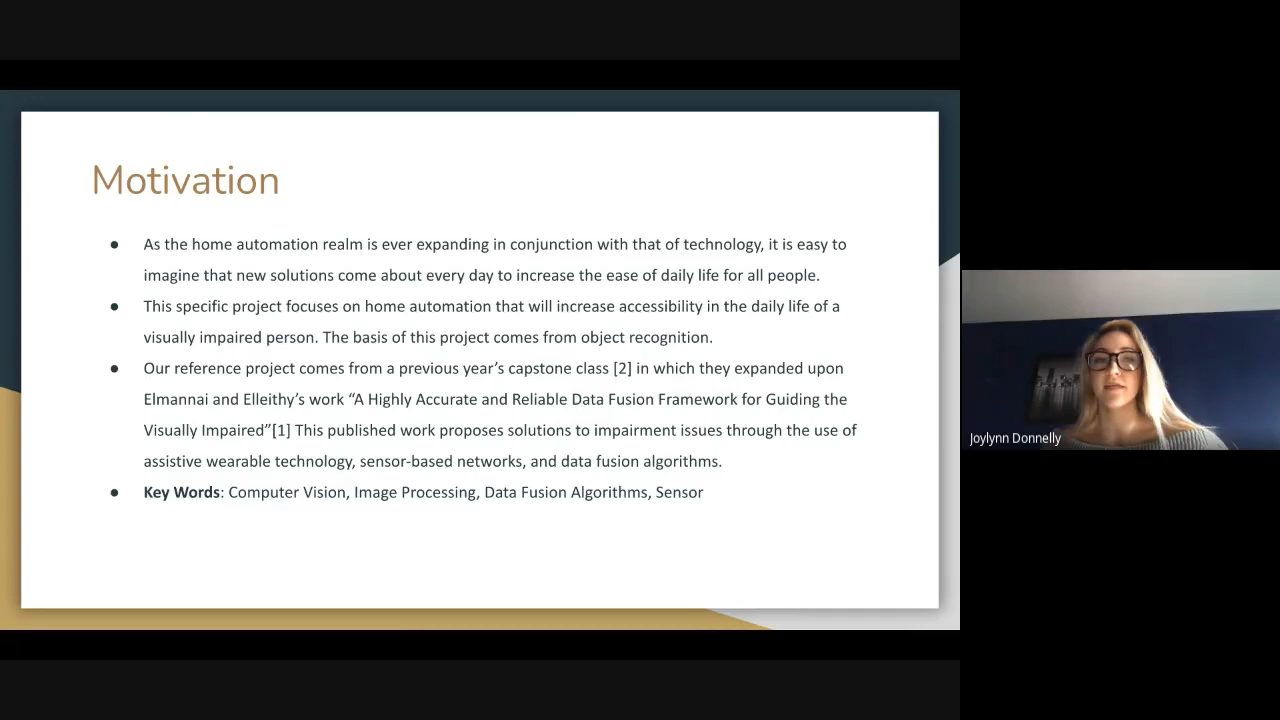 Motivation
● As the home automation realm is ever expanding in conjunction with that of technology, it is easy to
imagine that new solutions come about every day to increase the ease of daily life for all people.
● This specific project focuses on home automation that will increase accessibility in the daily life of a
visually impaired person. The basis of this project comes from object recognition.
● Our reference project comes from a previous year’s capstone class [2] in which they expanded upon
Elmannai and Elleithy’s work “A Highly Accurate and Reliable Data Fusion Framework for Guiding the
Visually Impaired”[1] This published work proposes solutions to impairment issues through the use of
assistive wearable technology, sensor-based networks, and data fusion algorithms.
● Key Words: Computer Vision, Image Processing, Data Fusion Algorithms, Sensor
Joylynn Donnelly